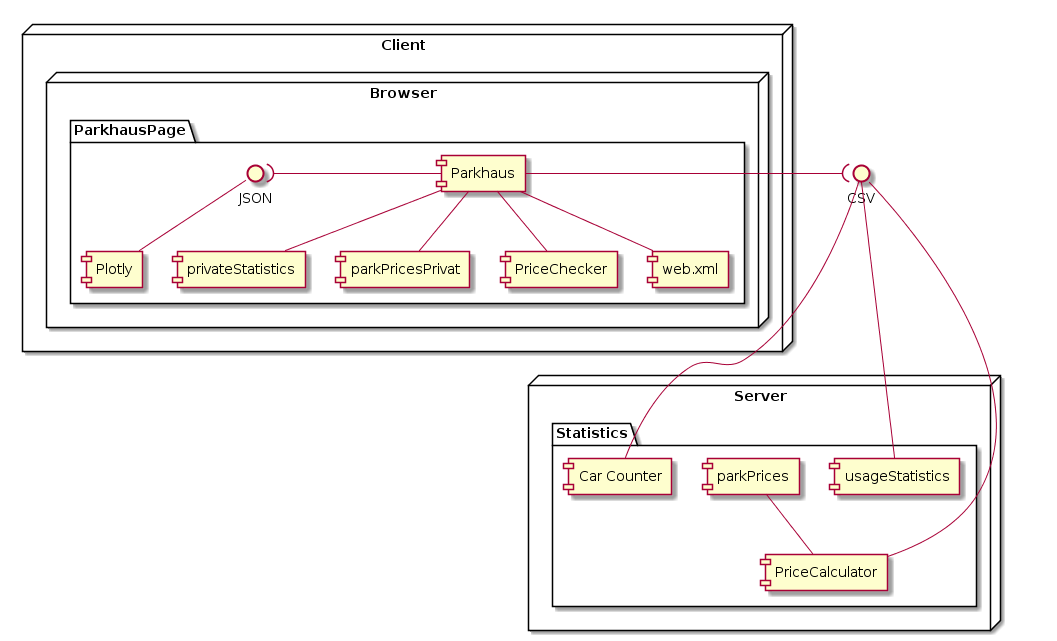 Client
Browser
ParkhausPage
Parkhaus
JSON
CSV
Plotly
privateStatistics
parkPricesPrivat
PriceChecker
web.xml
Server
Statistics
Car Counter
parkPrices
usageStatistics
PriceCalculator